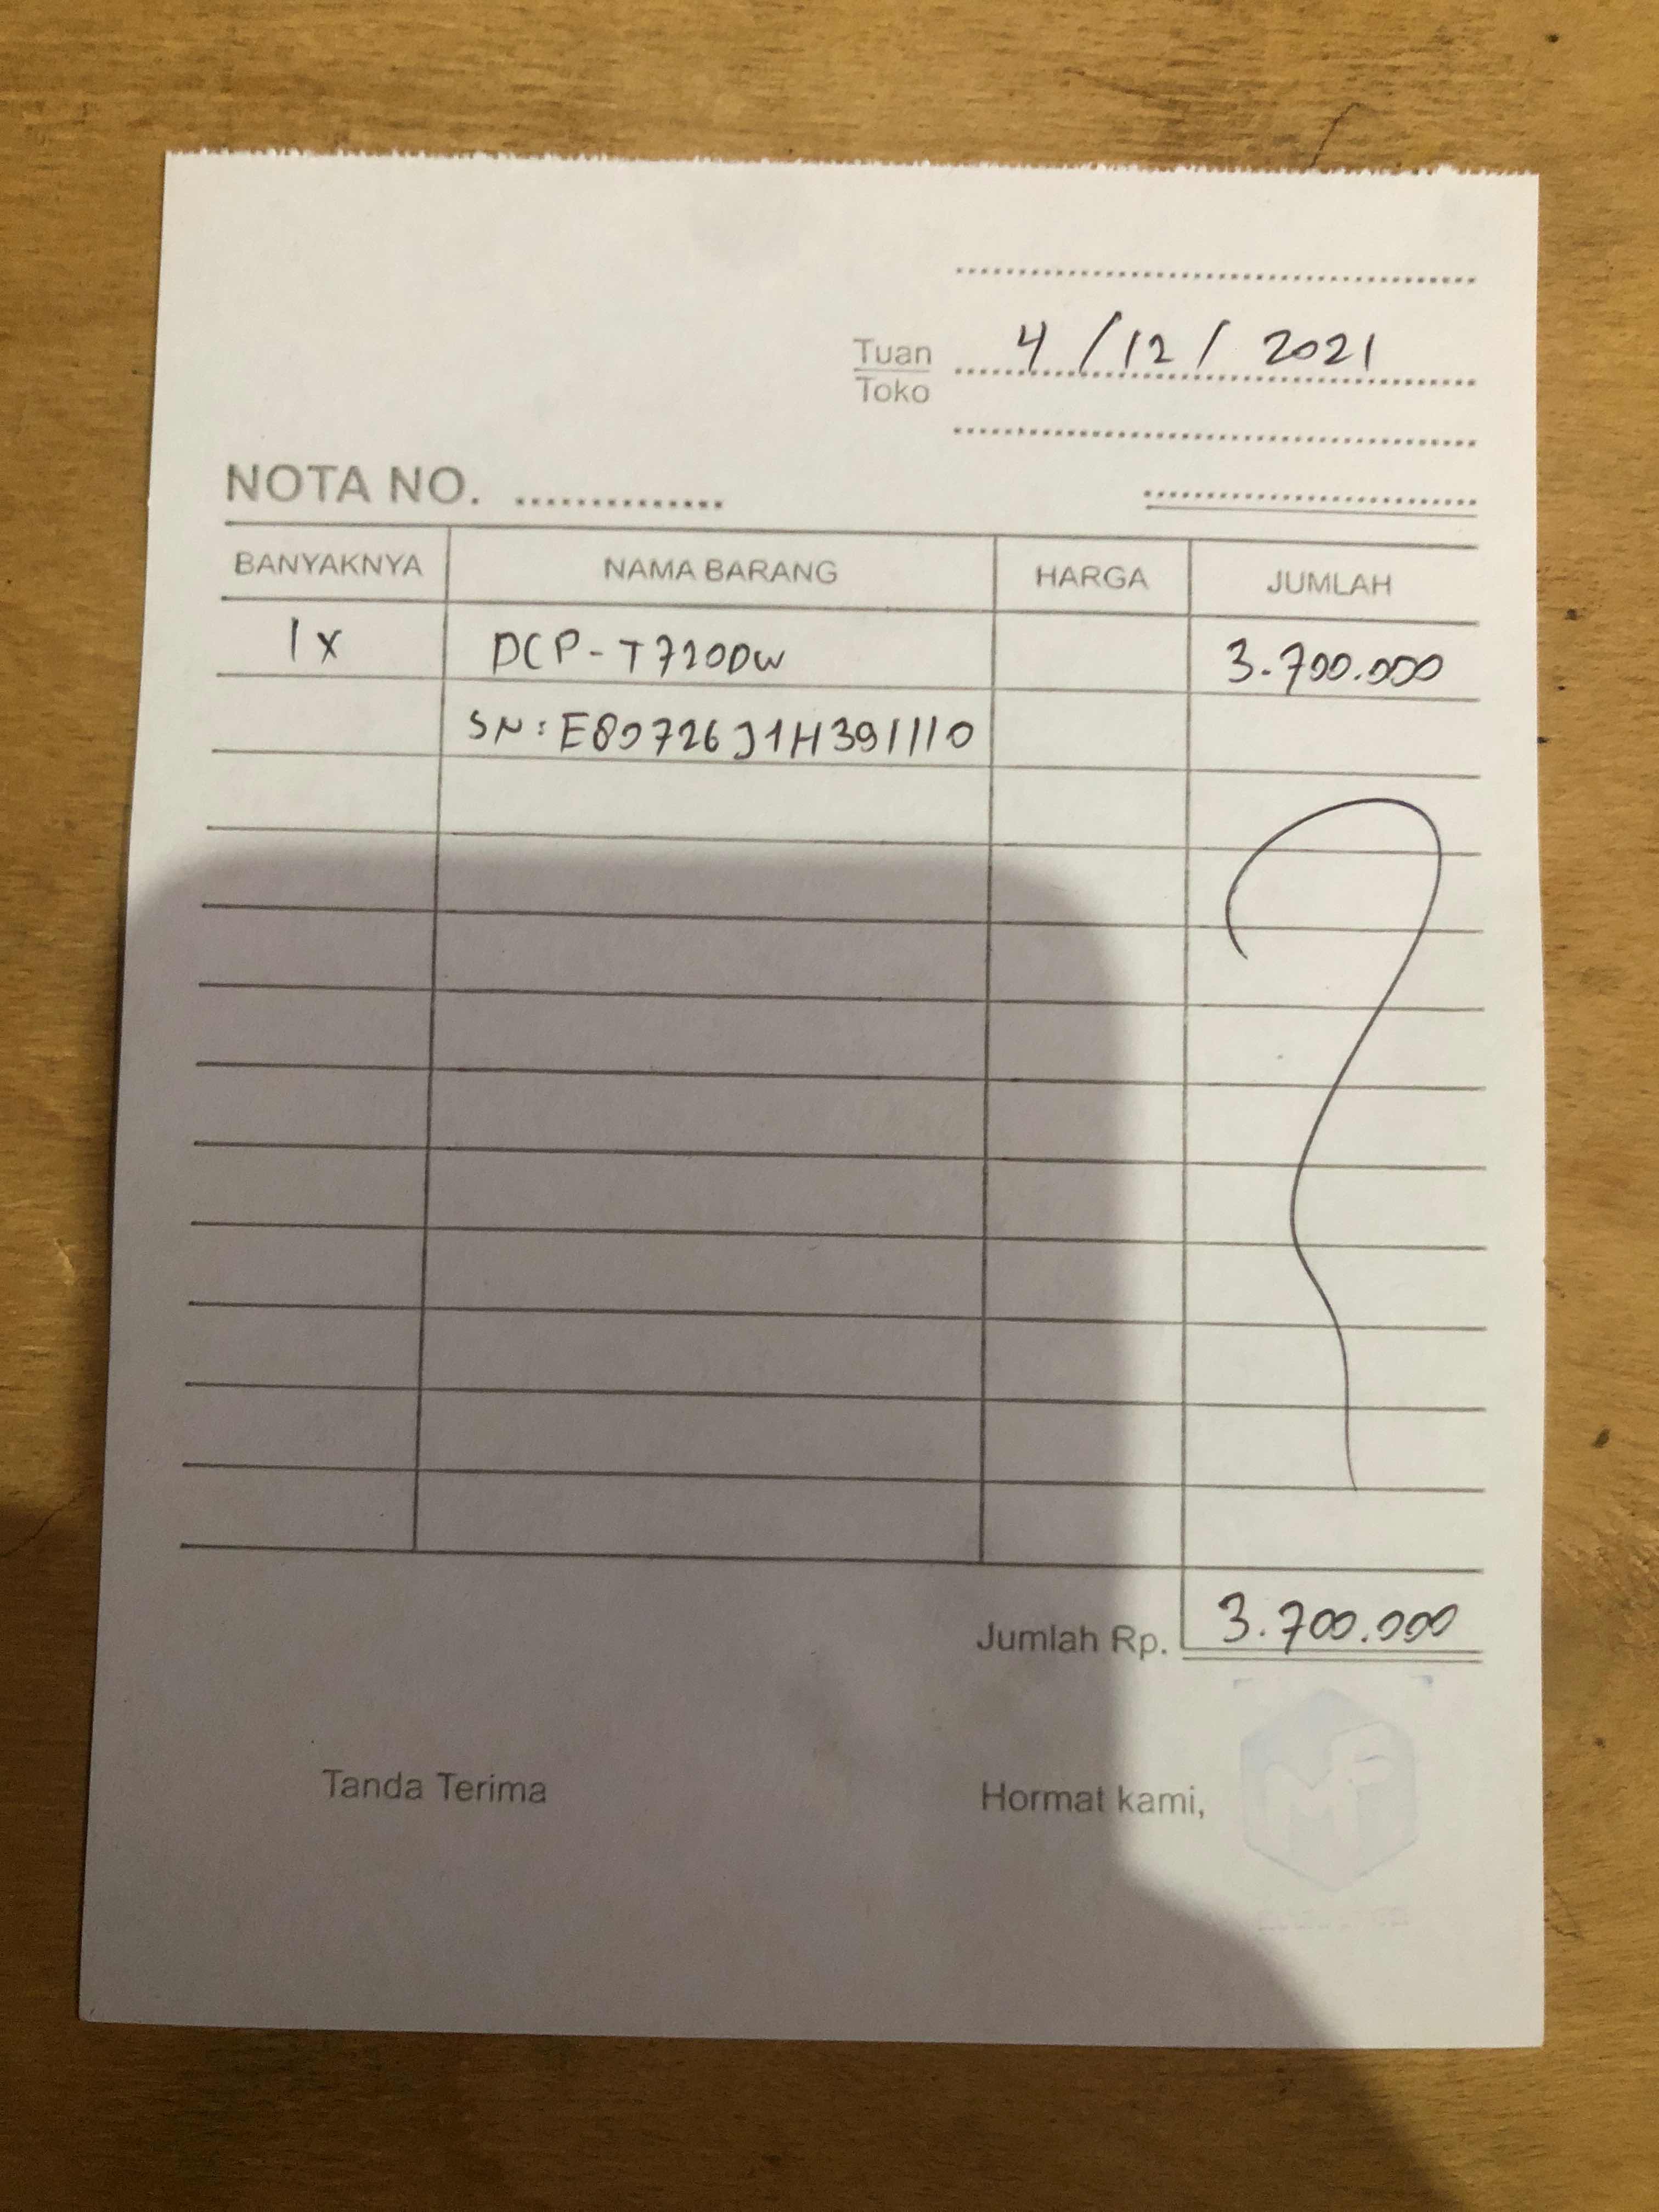 4 / 12 / 2021
Tuan
Toko
NOTA NO. ..............
BANYAKNYA NAMA BARANG HARGA JUMLAH
1x DCP-T720DW 3.700.000
SN: E80726J1H391110
Jumlah Rp. 3.700.000
Tanda Terima Hormat kami,